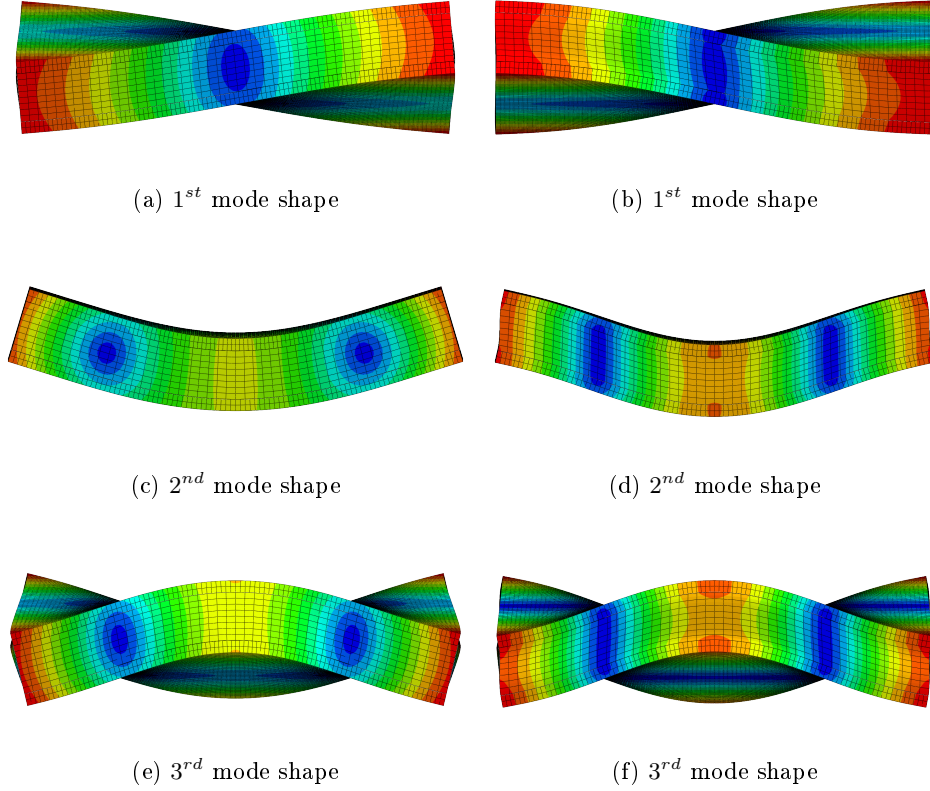 (a) 1st mode shape
(b) 1st mode shape
(c) 2nd mode shape
(d) 2nd mode shape
(e) 3rd mode shape
(f) 3rd mode shape